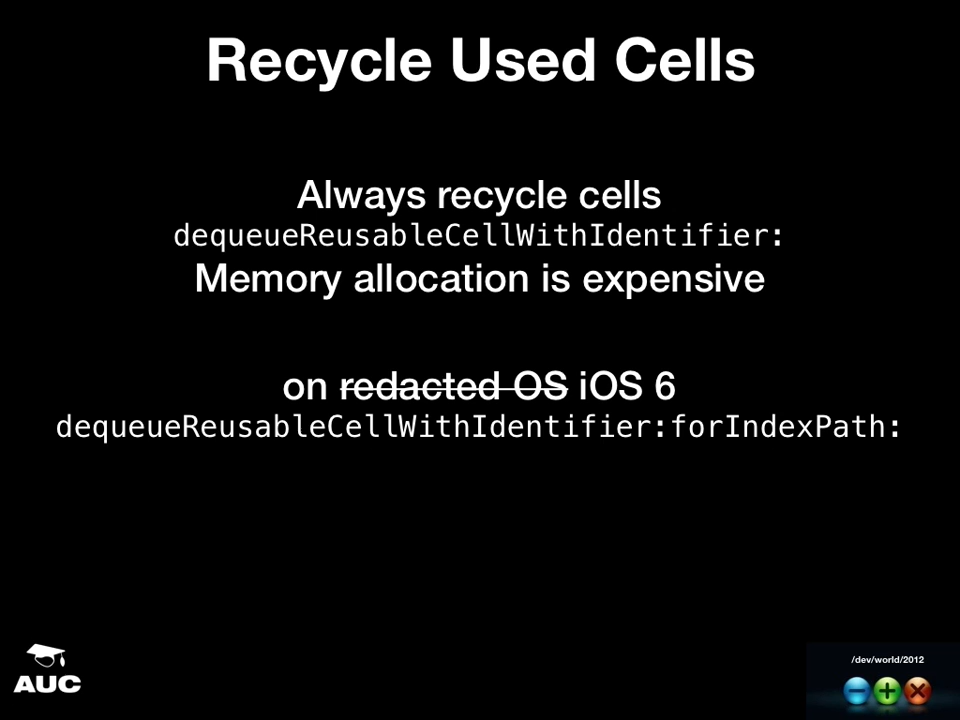 Recycle Used Cells
Always recycle cells
dequeueReusableCellWithIdentifier:
Memory allocation is expensive
on redacted OS iOS 6
dequeueReusableCellWithIdentifier:forIndexPath:
AUC
/dev/world/2012